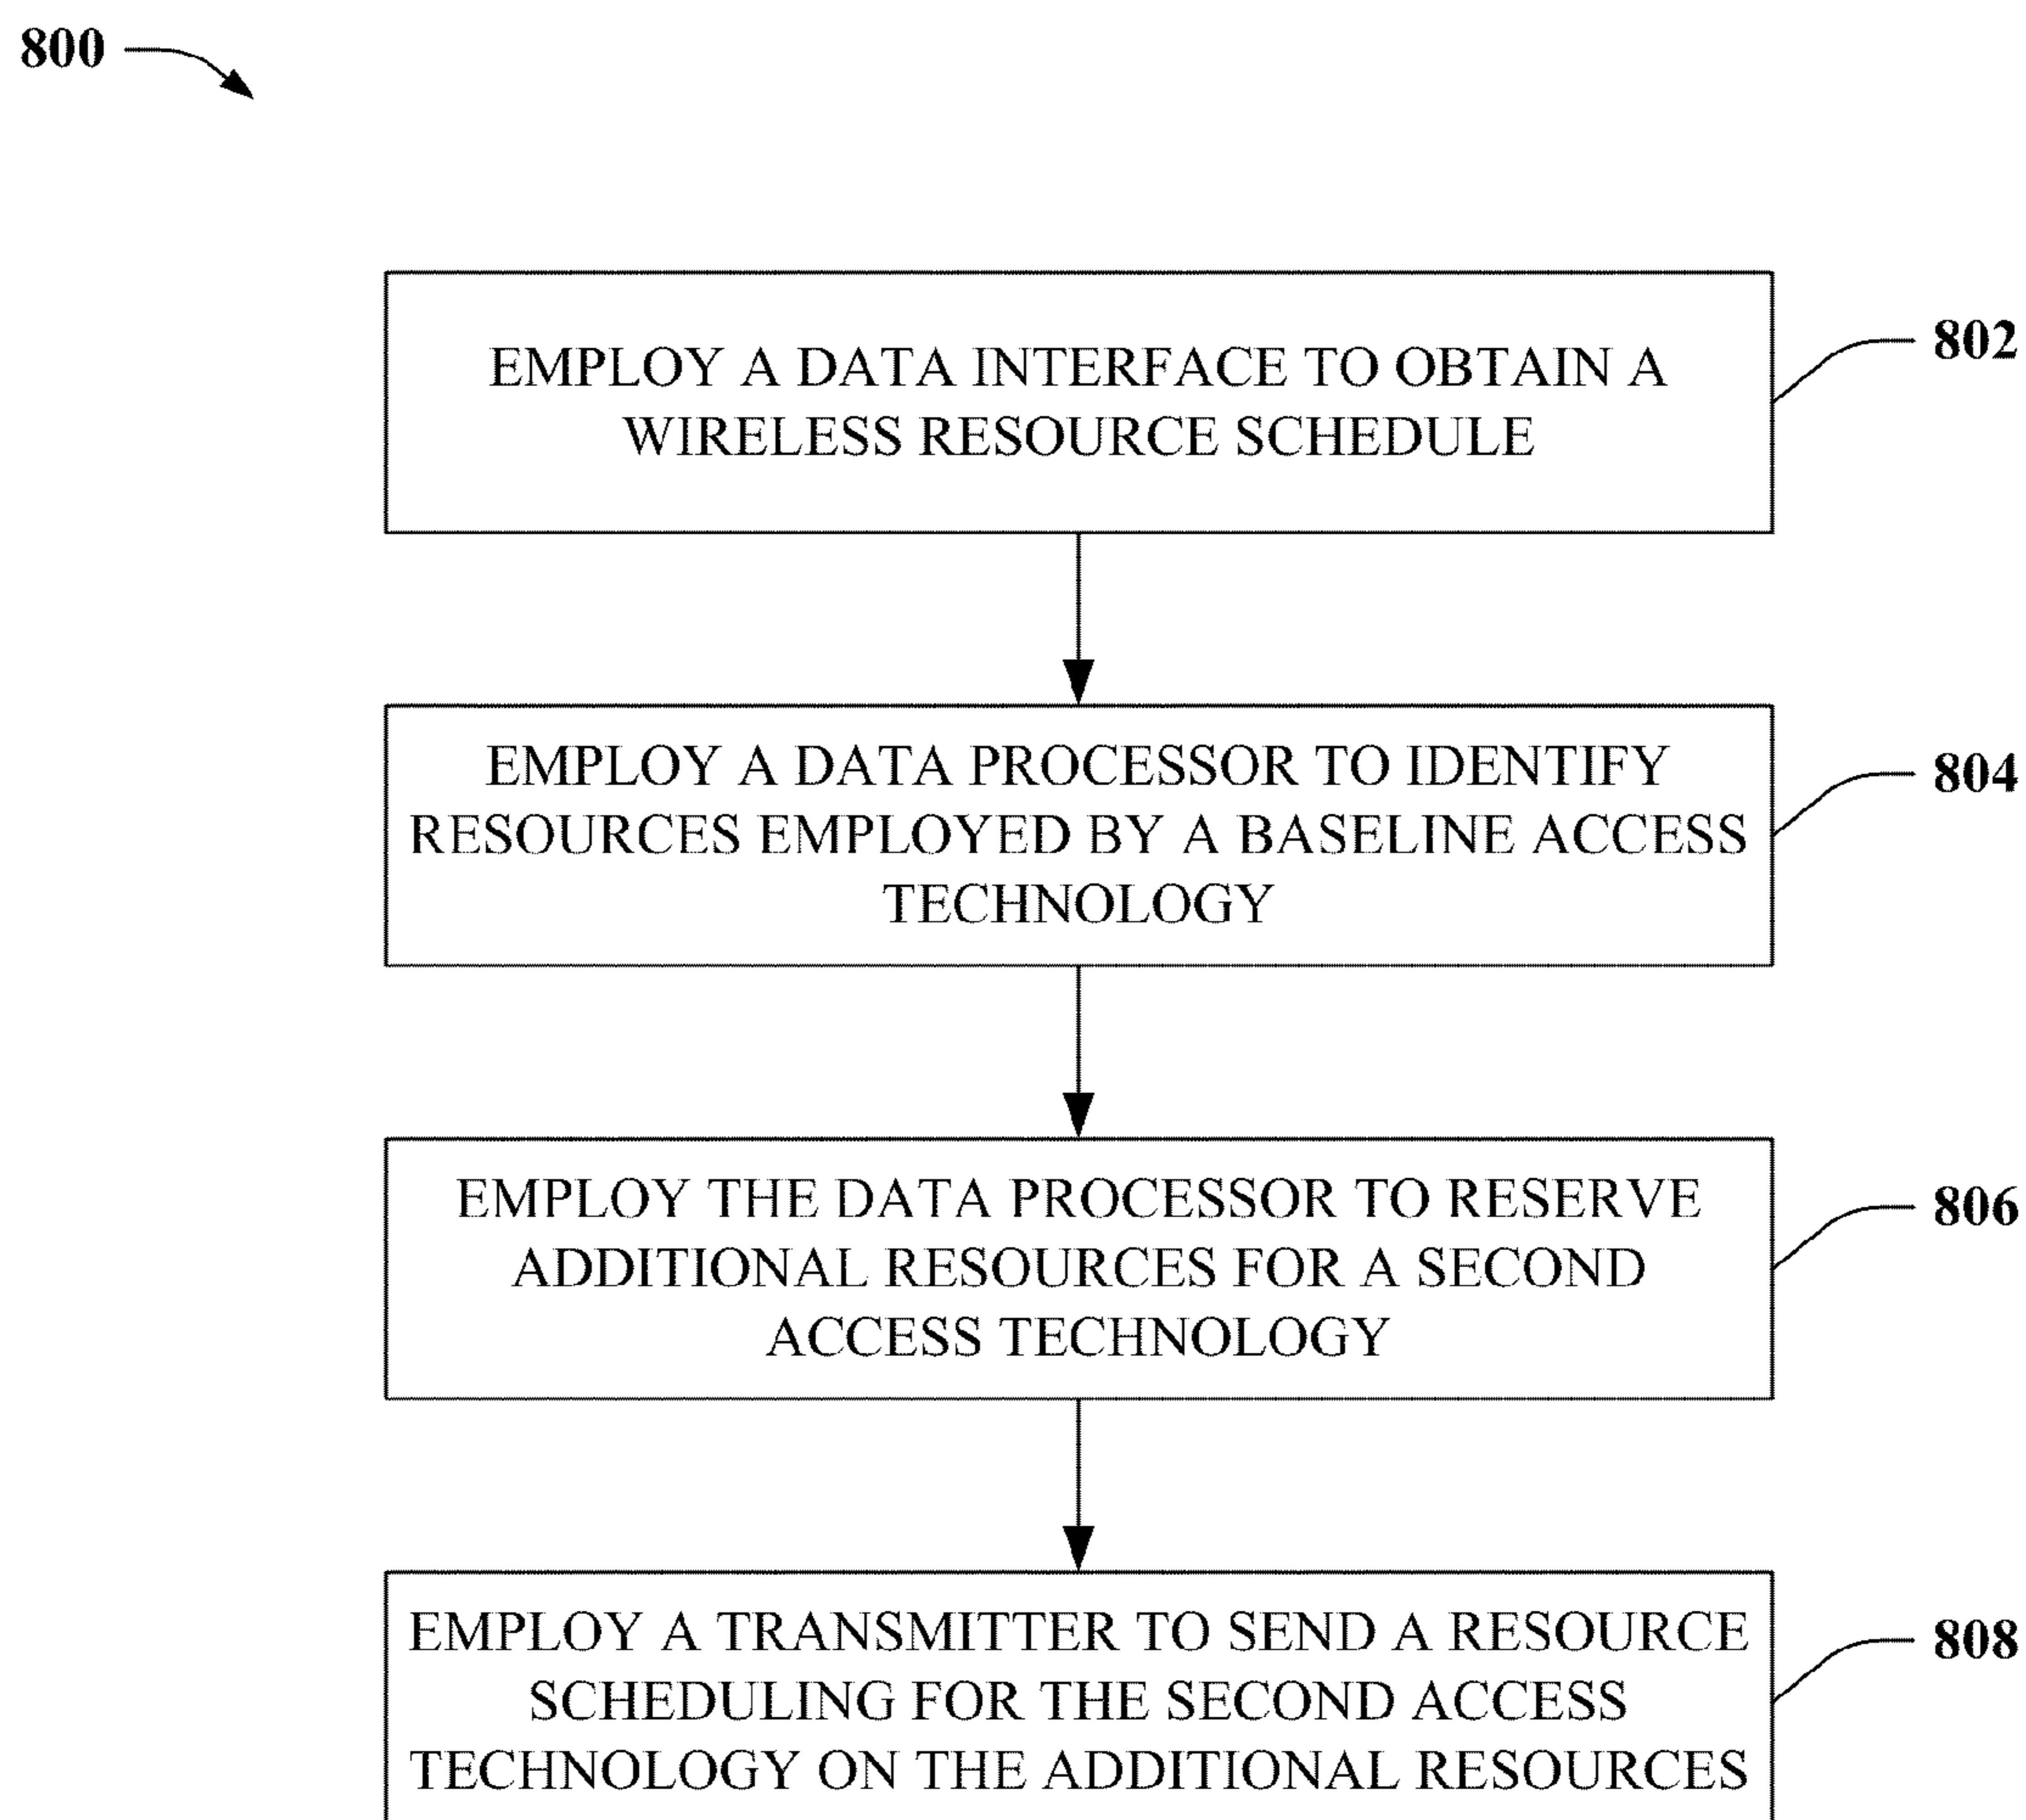 800
EMPLOY A DATA INTERFACE TO OBTAIN A
WIRELESS RESOURCE SCHEDULE
802
EMPLOY A DATA PROCESSOR TO IDENTIFY
RESOURCES EMPLOYED BY A BASELINE ACCESS
TECHNOLOGY
804
EMPLOY THE DATA PROCESSOR TO RESERVE
ADDITIONAL RESOURCES FOR A SECOND
ACCESS TECHNOLOGY
806
EMPLOY A TRANSMITTER TO SEND A RESOURCE
SCHEDULING FOR THE SECOND ACCESS
TECHNOLOGY ON THE ADDITIONAL RESOURCES
808